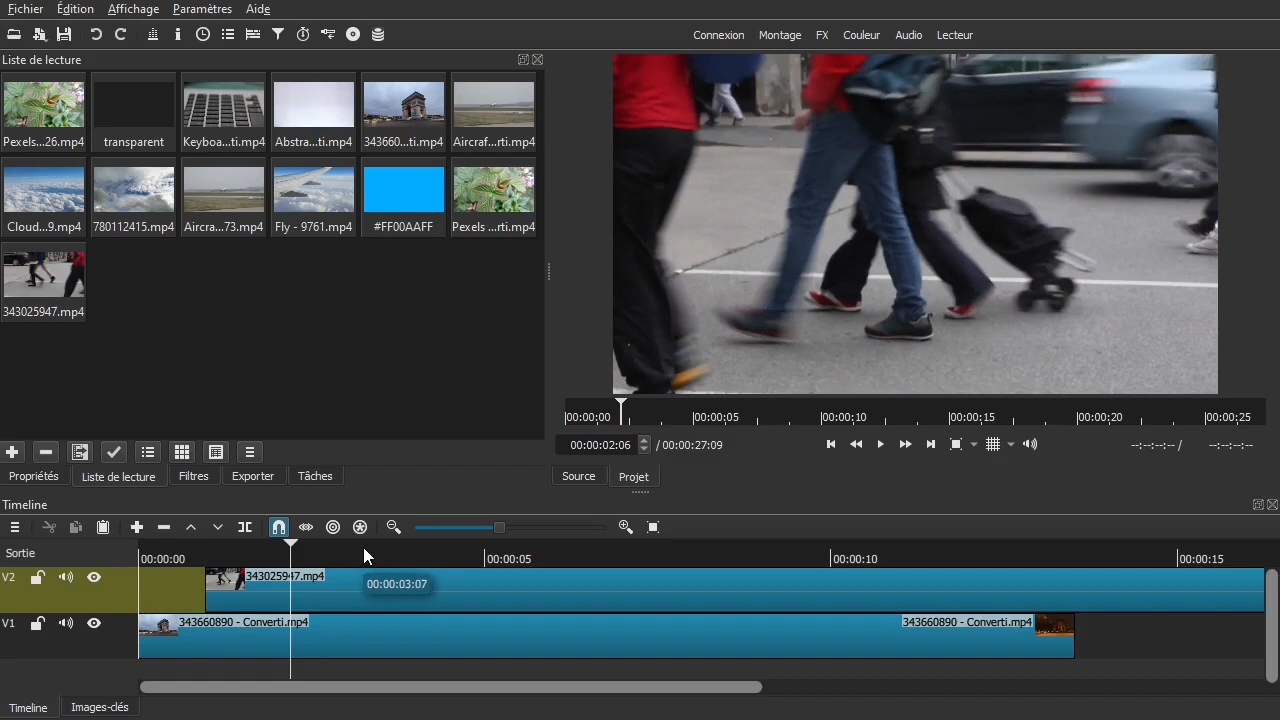 Fichier Édition Affichage Paramètres Aide
Connexion Montage FX Couleur Audio Lecteur
Liste de lecture
Pexels...26.mp4 transparent Keyboa...ti.mp4 Abstra...ti.mp4 343660...ti.mp4 Aircraf...rti.mp4
Cloud...9.mp4 780112415.mp4 Aircra...73.mp4 Fly - 9761.mp4 #FF00AAFF Pexels ...rti.mp4
343025947.mp4
00:00:00 00:00:05 00:00:10 00:00:15 00:00:20 00:00:25
00:00:02:06 / 00:00:27:09 --:--:--:-- / --:--:--:--
Propriétés Liste de lecture Filtres Exporter Tâches
Source Projet
Timeline
Sortie 00:00:00 00:00:05 00:00:10 00:00:15
00:00:03:07
V2 343025947.mp4
V1 343660890 - Converti.mp4 343660890 - Converti.mp4
Timeline Images-clés